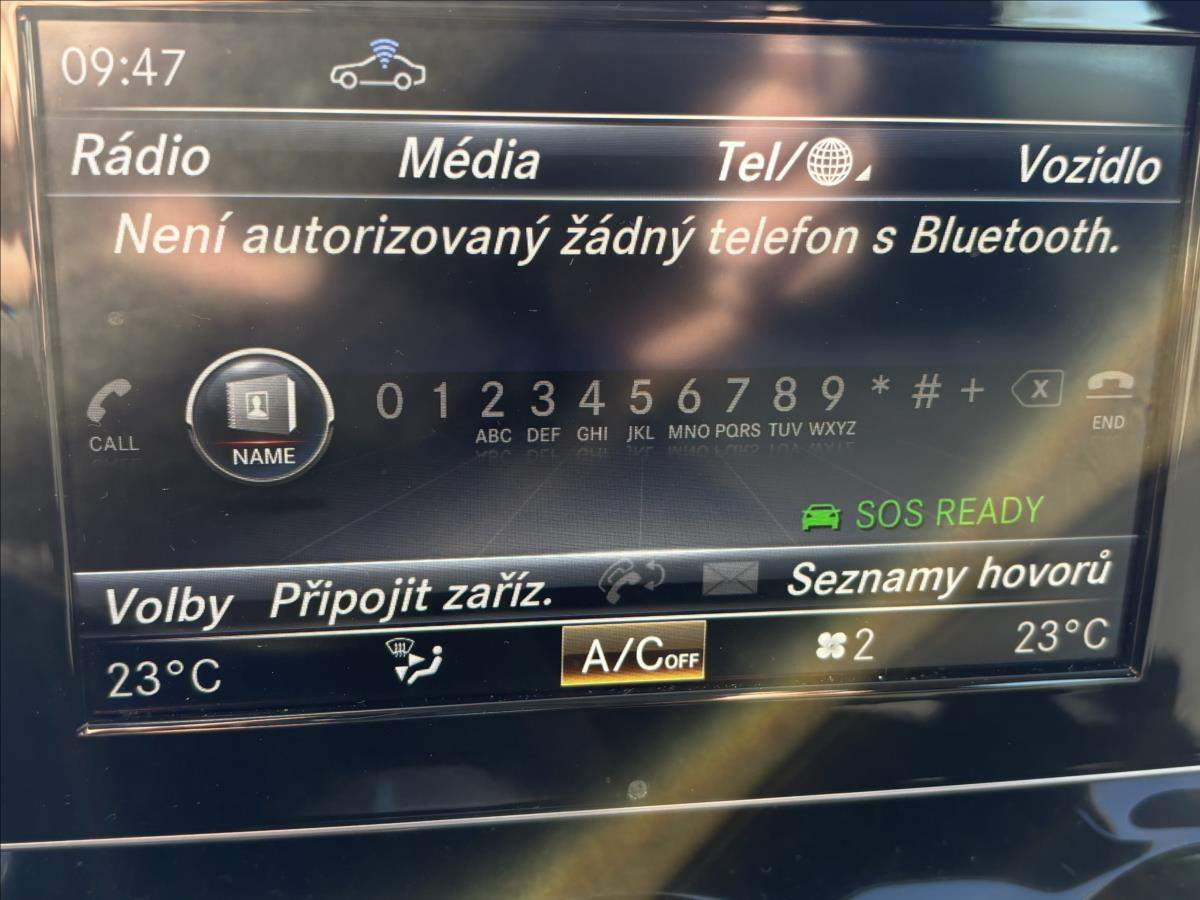 09:47
Rádio Média Tel/ Vozidlo
Není autorizovaný žádný telefon s Bluetooth.
0 1 2 3 4 5 6 7 8 9 * # + x
CALL NAME ABC DEF GHI JKL MNO PQRS TUV WXYZ END
SOS READY
Volby Připojit zaříz. Seznamy hovorů
23°C A/C OFF 2 23°C